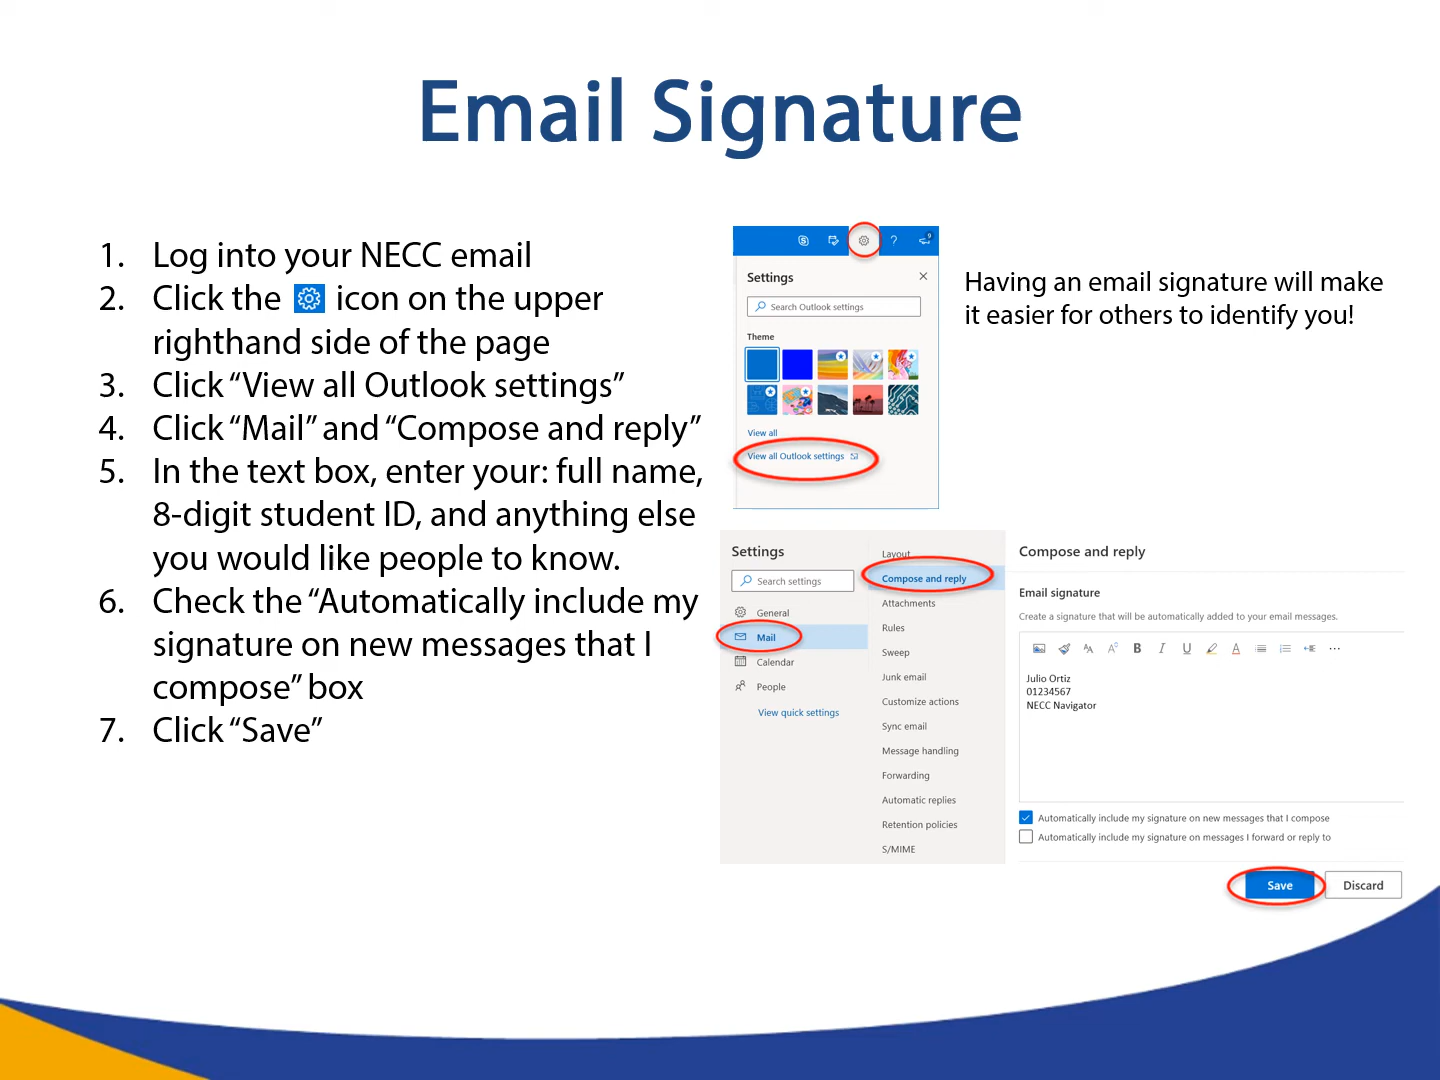 Email Signature
1. Log into your NECC email
2. Click the icon on the upper
righthand side of the page
3. Click “View all Outlook settings”
4. Click “Mail” and “Compose and reply”
5. In the text box, enter your: full name,
8-digit student ID, and anything else
you would like people to know.
6. Check the “Automatically include my
signature on new messages that I
compose” box
7. Click “Save”
9
Settings
Search Outlook settings
Theme
View all
View all Outlook settings
Having an email signature will make
it easier for others to identify you!
Settings
Search settings
General
Mail
Calendar
People
View quick settings
Layout
Compose and reply
Attachments
Rules
Sweep
Junk email
Customize actions
Sync email
Message handling
Forwarding
Automatic replies
Retention policies
S/MIME
Compose and reply
Email signature
Create a signature that will be automatically added to your email messages.
Julio Ortiz
01234567
NECC Navigator
Automatically include my signature on new messages that I compose
Automatically include my signature on messages I forward or reply to
Save Discard